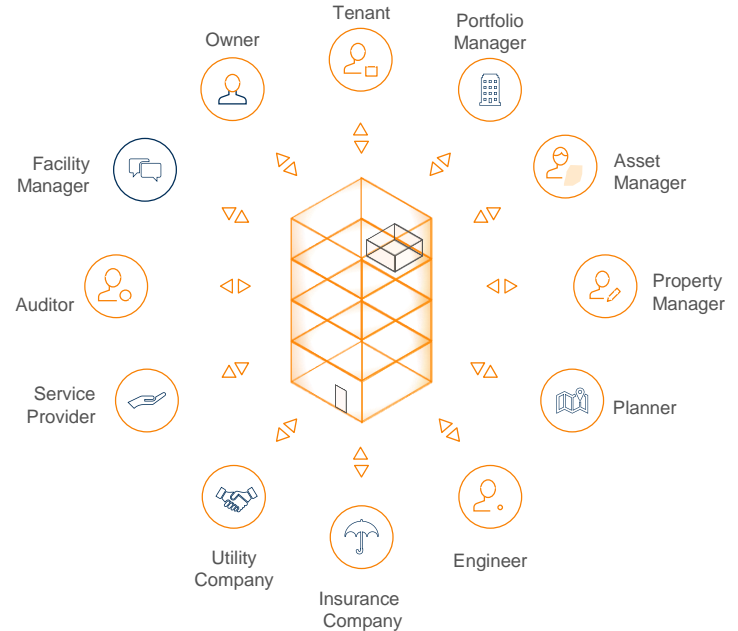 Tenant
Portfolio
Manager
Owner
Facility
Manager
Asset
Manager
Auditor
Property
Manager
Service
Provider
Planner
Utility
Company
Engineer
Insurance
Company